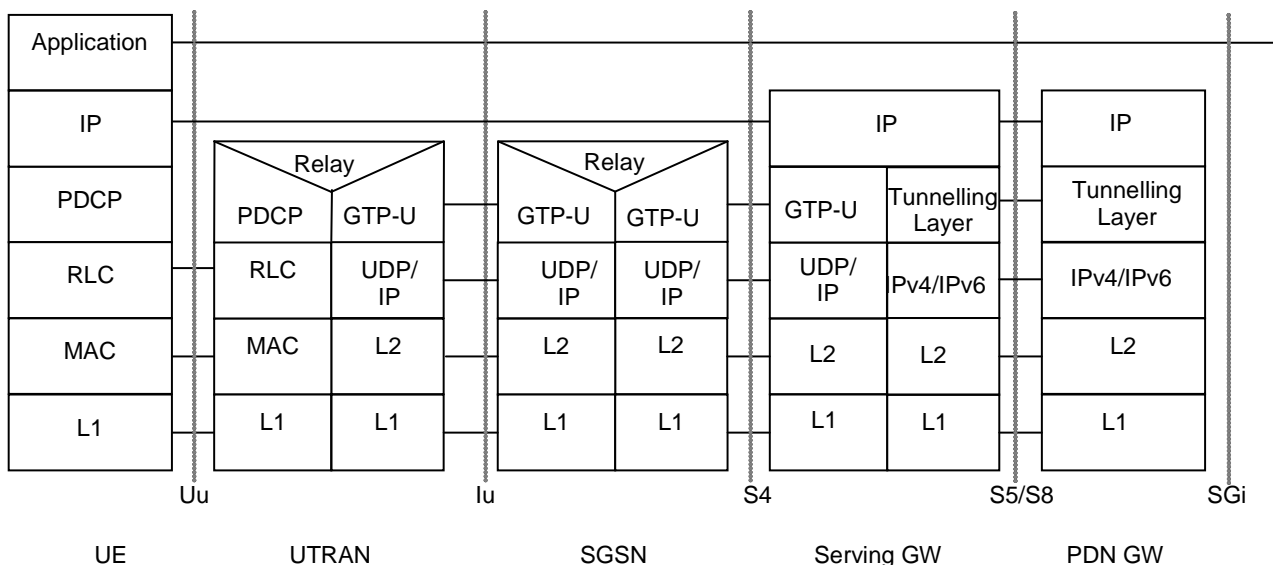 Application
IP
IP
IP
Relay
Relay
PDCP
PDCP
GTP-U
GTP-U
GTP-U
GTP-U
Tunnelling
Layer
Tunnelling
Layer
RLC
RLC
UDP/
IP
UDP/
IP
UDP/
IP
UDP/
IP
IPv4/IPv6
IPv4/IPv6
MAC
MAC
L2
L2
L2
L2
L2
L2
L1
L1
L1
L1
L1
L1
L1
L1
Uu
Iu
S4
S5/S8
SGi
UE
UTRAN
SGSN
Serving GW
PDN GW